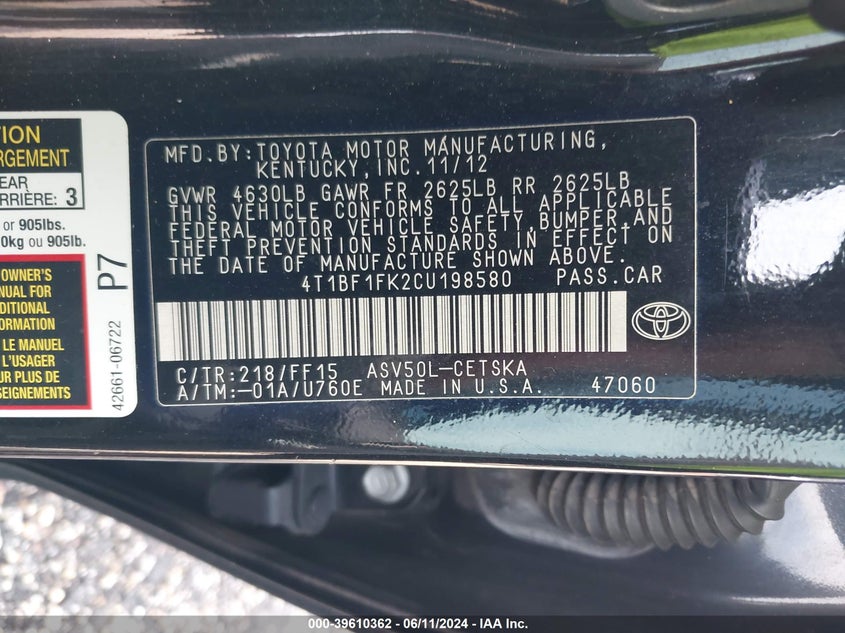 TION
RGEMENT
EAR
RRIÈRE: 3
or 905lbs.
0kg ou 905lb.
OWNER'S
NUAL FOR
DITIONAL
ORMATION
R LE MANUEL
L'USAGER
PLUS DE
SEIGNEMENTS
P7
42661-06722
MFD.BY:TOYOTA MOTOR MANUFACTURING,
KENTUCKY,INC.11/12
GVWR 4630LB GAWR FR 2625LB RR 2625LB
THIS VEHICLE CONFORMS TO ALL APPLICABLE
FEDERAL MOTOR VEHICLE SAFETY,BUMPER,AND
THEFT PREVENTION STANDARDS IN EFFECT ON
THE DATE OF MANUFACTURE SHOWN ABOVE.
4T1BF1FK2CU198580 PASS.CAR
C/TR:218/FF15 ASV50L-CETSKA
A/TM:-01A/U760E MADE IN U.S.A. 47060
000-39610362 - 06/11/2024 - IAA Inc.